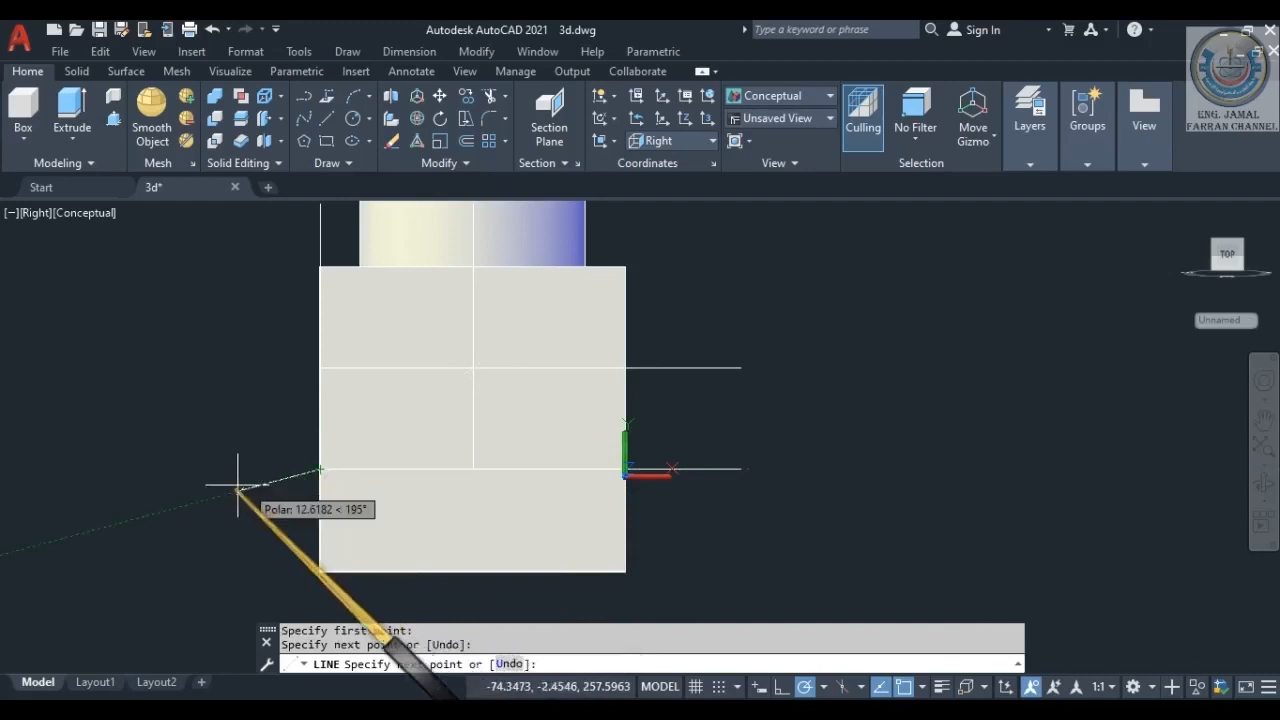 Autodesk AutoCAD 2021 3d.dwg
Type a keyword or phrase
Sign In
File Edit View Insert Format Tools Draw Dimension Modify Window Help Parametric
Home Solid Surface Mesh Visualize Parametric Insert Annotate View Manage Output Collaborate
Box
Extrude
Smooth
Object
Section
Plane
Conceptual
Unsaved View
Right
Culling
No Filter
Move
Gizmo
Layers
Groups
View
ENG. JAMAL
FARRAN CHANNEL
Modeling Mesh Solid Editing Draw Modify Section Coordinates View Selection
Start 3d*
[−][Right][Conceptual]
TOP
Unnamed
Y
Z X
Polar: 12.6182 < 195°
Specify first point:
Specify next point or [Undo]:
LINE Specify next point or [Undo]:
Model Layout1 Layout2 +
-74.3473, -2.4546, 257.5963 MODEL 1:1